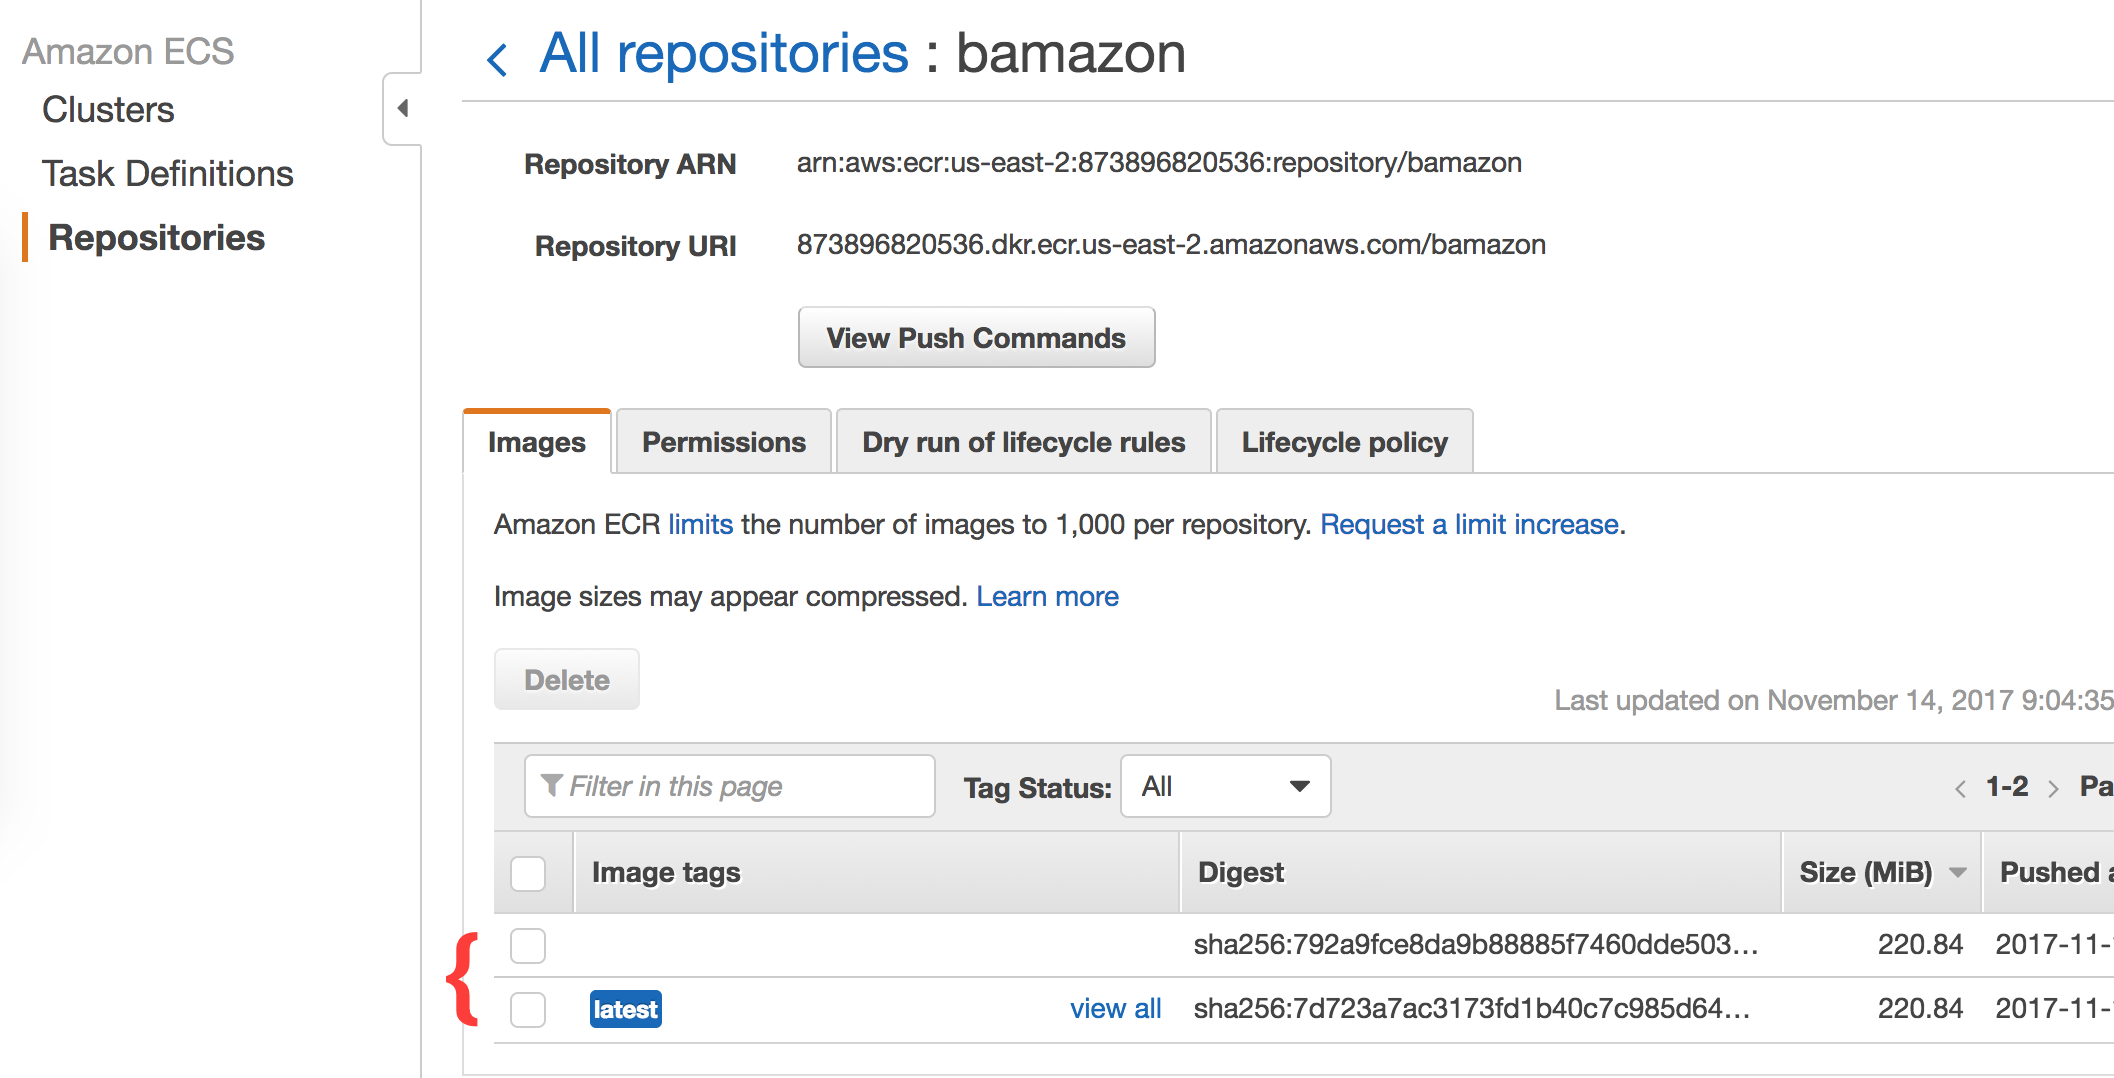 Amazon ECS
Clusters
Task Definitions
Repositories
All repositories : bamazon
Repository ARN arn:aws:ecr:us-east-2:873896820536:repository/bamazon
Repository URI 873896820536.dkr.ecr.us-east-2.amazonaws.com/bamazon
View Push Commands
Images Permissions Dry run of lifecycle rules Lifecycle policy
Amazon ECR limits the number of images to 1,000 per repository. Request a limit increase.
Image sizes may appear compressed. Learn more
Delete
Last updated on November 14, 2017 9:04:35
Filter in this page Tag Status: All < 1-2 > Pa
Image tags Digest Size (MiB) Pushed a
sha256:792a9fce8da9b88885f7460dde503... 220.84 2017-11-
{
latest view all sha256:7d723a7ac3173fd1b40c7c985d64... 220.84 2017-11-